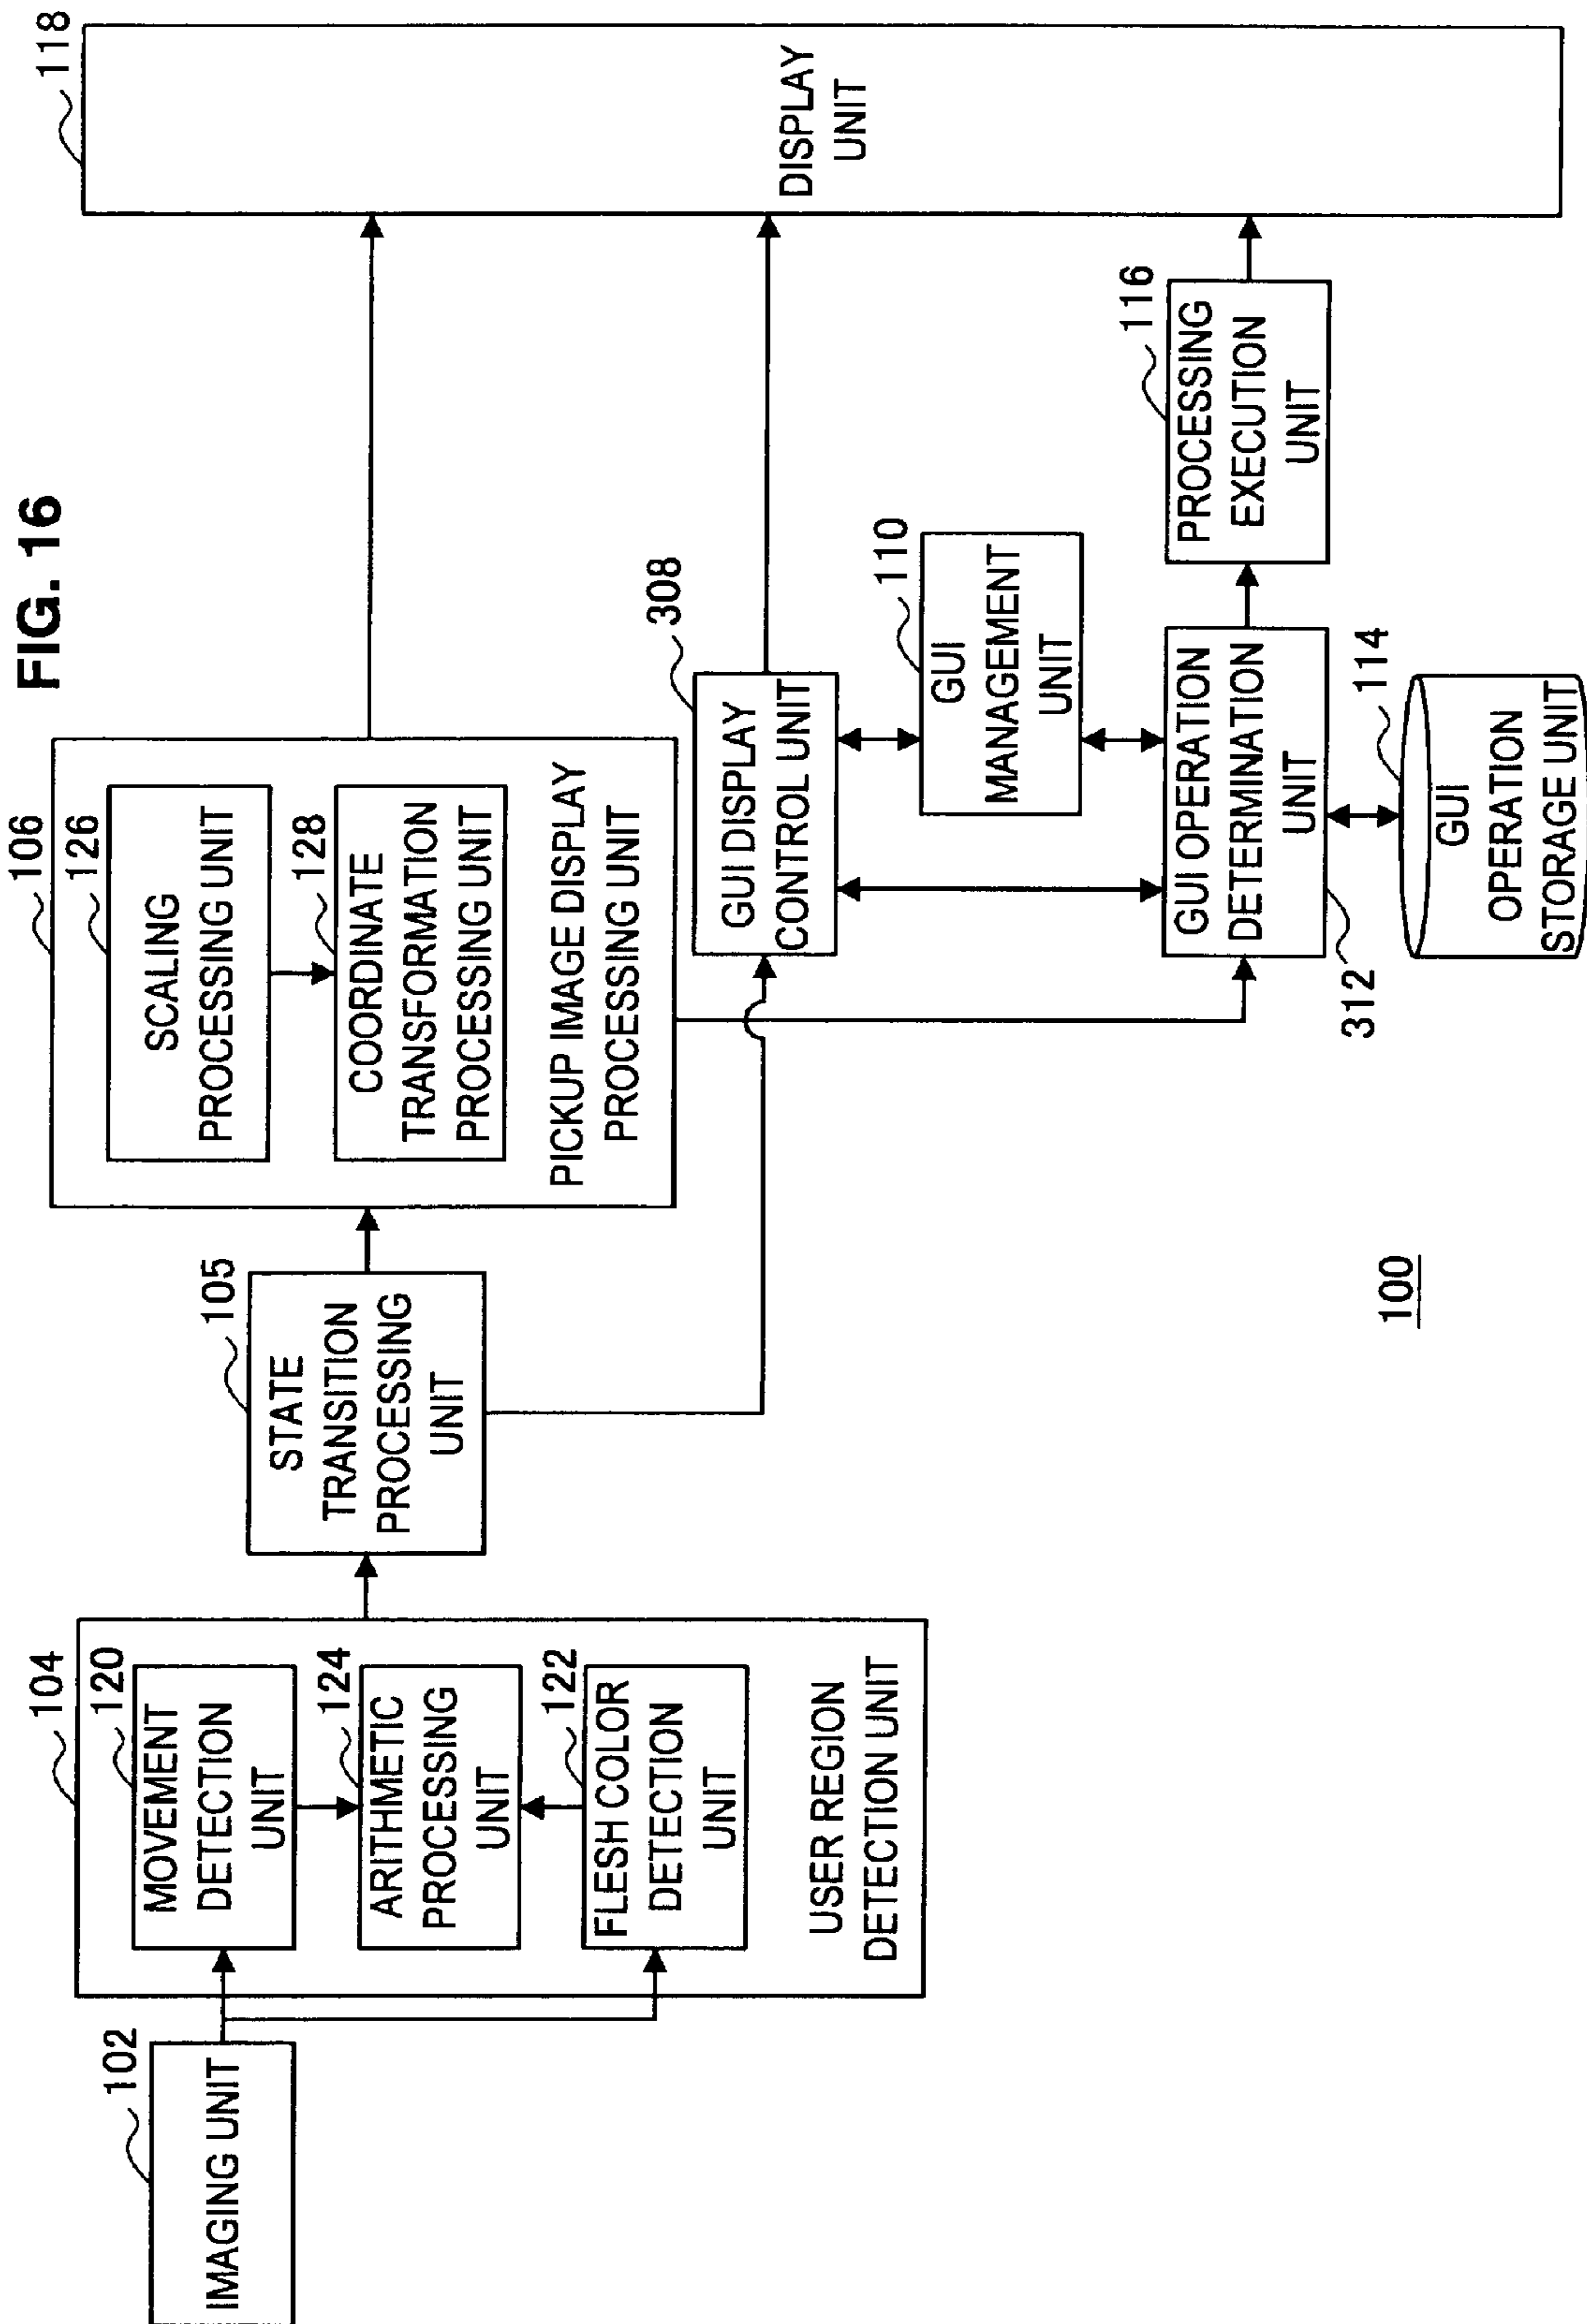 FIG. 16
102
IMAGING UNIT
104
120
MOVEMENT
DETECTION
UNIT
124
ARITHMETIC
PROCESSING
UNIT
122
FLESH COLOR
DETECTION
UNIT
USER REGION
DETECTION UNIT
105
STATE
TRANSITION
PROCESSING
UNIT
106
126
SCALING
PROCESSING UNIT
128
COORDINATE
TRANSFORMATION
PROCESSING UNIT
PICKUP IMAGE DISPLAY
PROCESSING UNIT
308
GUI DISPLAY
CONTROL UNIT
110
GUI
MANAGEMENT
UNIT
GUI OPERATION
DETERMINATION
UNIT
312
114
GUI
OPERATION
STORAGE UNIT
116
PROCESSING
EXECUTION
UNIT
118
DISPLAY
UNIT
100